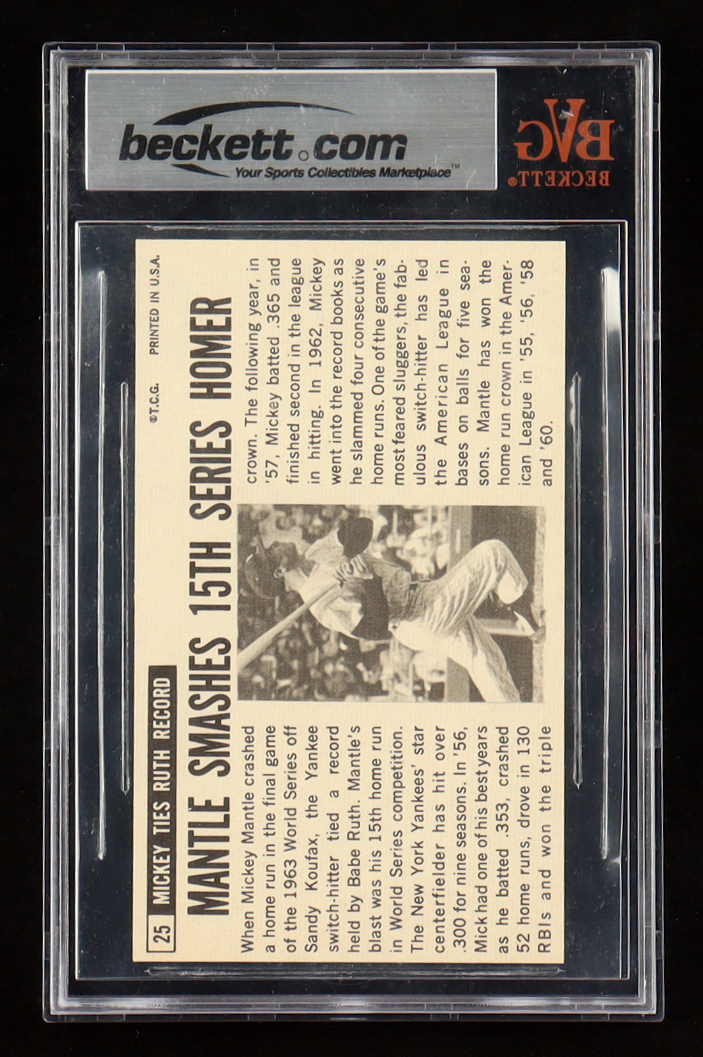 beckett.com
Your Sports Collectibles Marketplace™
BVG
BECKETT®
25 MICKEY TIES RUTH RECORD
©T.C.G. PRINTED IN U.S.A.
MANTLE SMASHES 15TH SERIES HOMER
When Mickey Mantle crashed
a home run in the final game
of the 1963 World Series off
Sandy Koufax, the Yankee
switch-hitter tied a record
held by Babe Ruth. Mantle's
blast was his 15th home run
in World Series competition.
The New York Yankees' star
centerfielder has hit over
.300 for nine seasons. In '56,
Mick had one of his best years
as he batted .353, crashed
52 home runs, drove in 130
RBIs and won the triple
crown. The following year, in
'57, Mickey batted .365 and
finished second in the league
in hitting. In 1962, Mickey
went into the record books as
he slammed four consecutive
home runs. One of the game's
most feared sluggers, the fab-
ulous switch-hitter has led
the American League in
bases on balls for five sea-
sons. Mantle has won the
home run crown in the Amer-
ican League in '55, '56, '58
and '60.